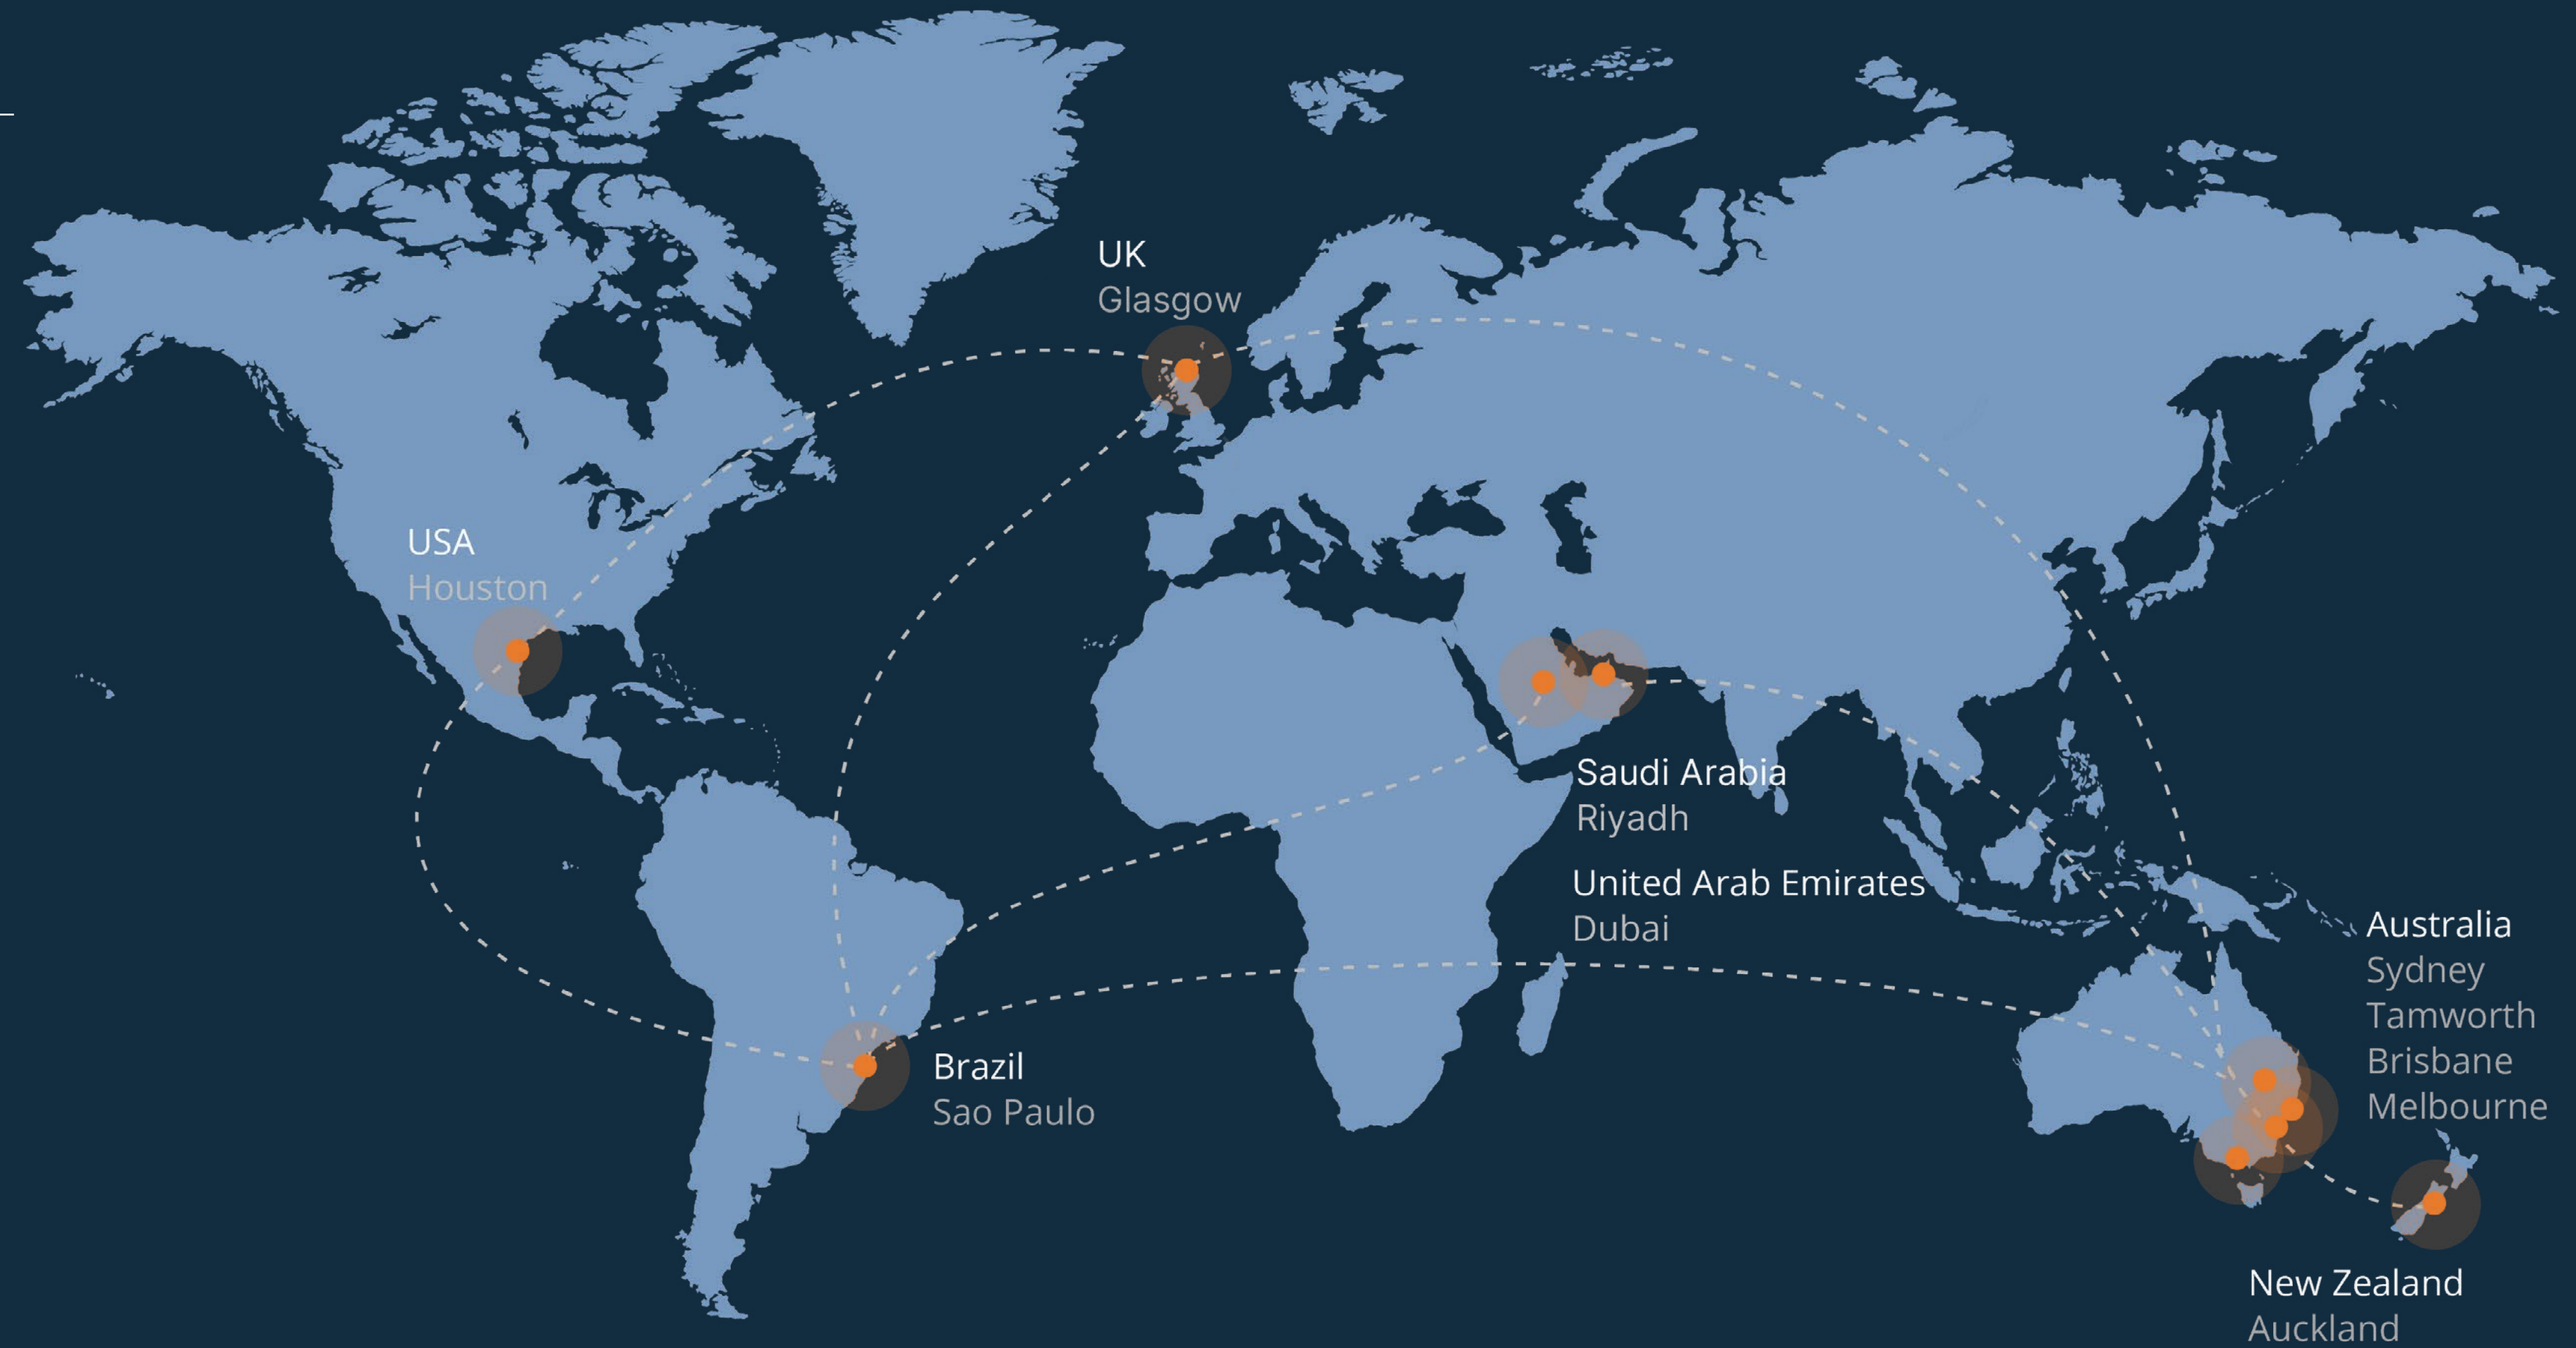 UK
Glasgow
USA
Houston
Saudi Arabia
Riyadh
United Arab Emirates
Dubai
Australia
Sydney
Tamworth
Brisbane
Melbourne
Brazil
Sao Paulo
New Zealand
Auckland